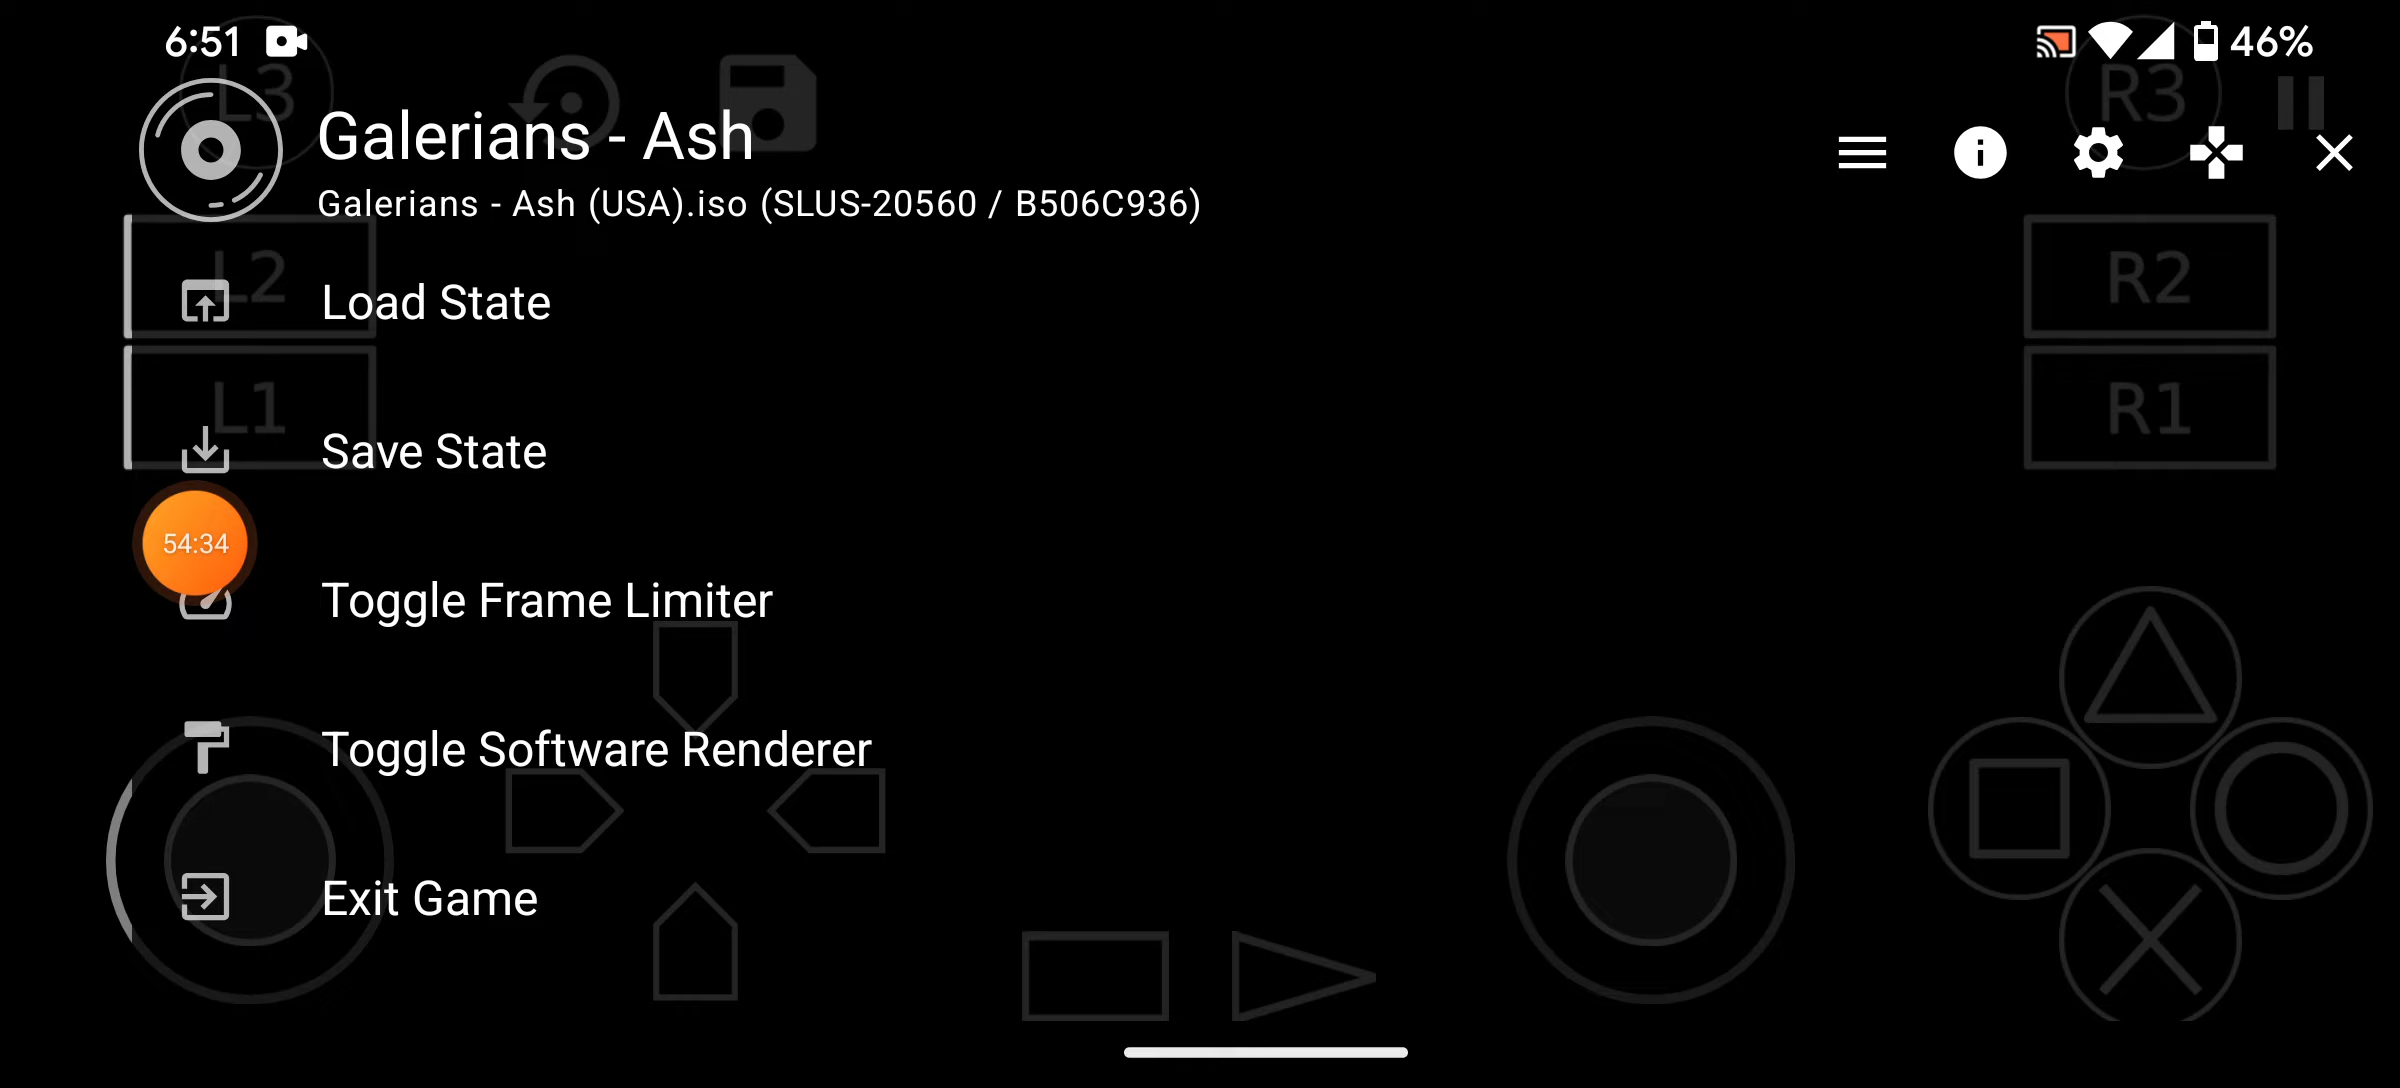 6:51
46%
L3
R3
Galerians - Ash
Galerians - Ash (USA).iso (SLUS-20560 / B506C936)
L2
R2
Load State
L1
R1
Save State
54:34
Toggle Frame Limiter
Toggle Software Renderer
Exit Game